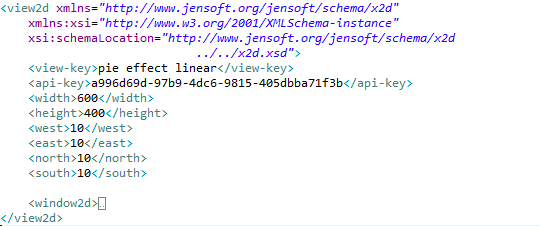 <view2d xmlns="http://www.jensoft.org/jensoft/schema/x2d"
xmlns:xsi="http://www.w3.org/2001/XMLSchema-instance"
xsi:schemaLocation="http://www.jensoft.org/jensoft/schema/x2d
../../x2d.xsd">
<view-key>pie effect linear</view-key>
<api-key>a996d69d-97b9-4dc6-9815-405dbba71f3b</api-key>
<width>600</width>
<height>400</height>
<west>10</west>
<east>10</east>
<north>10</north>
<south>10</south>
<window2d>..
</view2d>